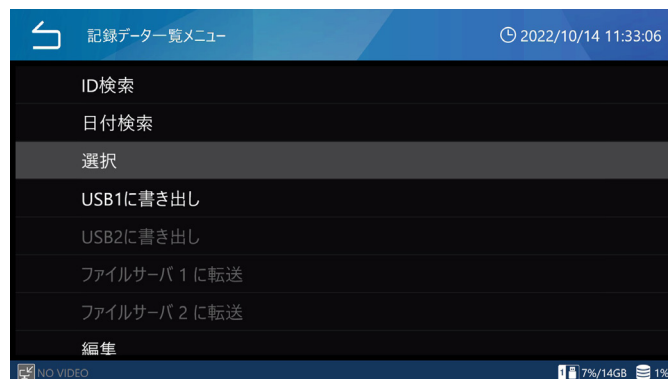 記録データ一覧メニュー
2022/10/14 11:33:06
ID検索
日付検索
選択
USB1に書き出し
USB2に書き出し
ファイルサーバ 1 に転送
ファイルサーバ 2 に転送
編集
NO VIDEO
1 7%/14GB 1%